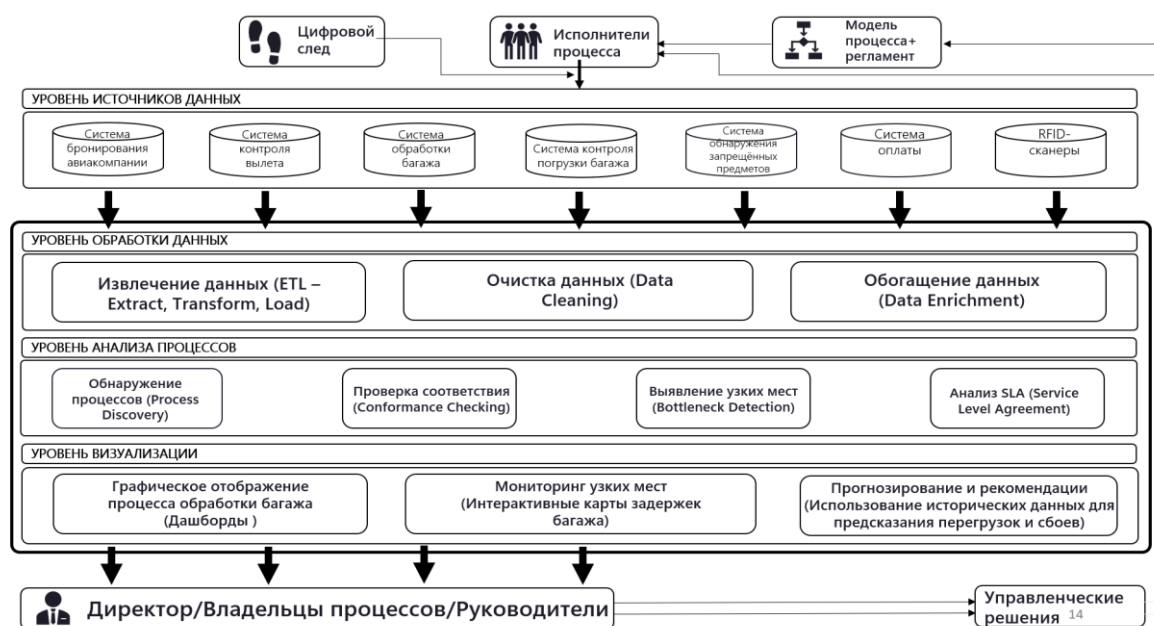 Цифровой
след
Исполнители
процесса
Модель
процесса+
регламент
УРОВЕНЬ ИСТОЧНИКОВ ДАННЫХ
Система
бронирования
авиакомпании
Система
контроля
вылета
Система
обработки
багажа
Система контроля
погрузки багажа
Система
обнаружения
запрещённых
предметов
Система
оплаты
RFID-
сканеры
УРОВЕНЬ ОБРАБОТКИ ДАННЫХ
Извлечение данных (ETL –
Extract, Transform, Load)
Очистка данных (Data
Cleaning)
Обогащение данных
(Data Enrichment)
УРОВЕНЬ АНАЛИЗА ПРОЦЕССОВ
Обнаружение
процессов (Process
Discovery)
Проверка соответствия
(Conformance Checking)
Выявление узких мест
(Bottleneck Detection)
Анализ SLA (Service
Level Agreement)
УРОВЕНЬ ВИЗУАЛИЗАЦИИ
Графическое отображение
процесса обработки багажа
(Дашборды )
Мониторинг узких мест
(Интерактивные карты задержек
багажа)
Прогнозирование и рекомендации
(Использование исторических данных для
предсказания перегрузок и сбоев)
Директор/Владельцы процессов/Руководители
Управленческие
решения 14